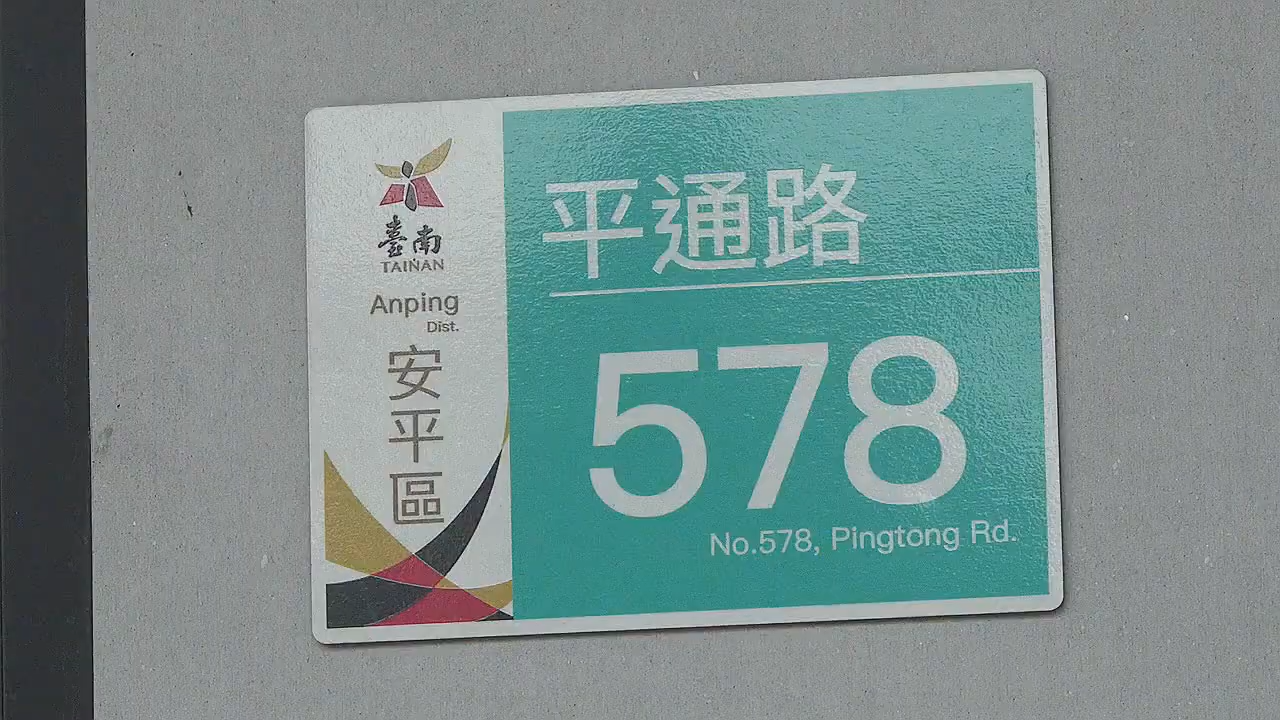 臺南
TAINAN
Anping
Dist.
安平區
平通路
578
No.578, Pingtong Rd.